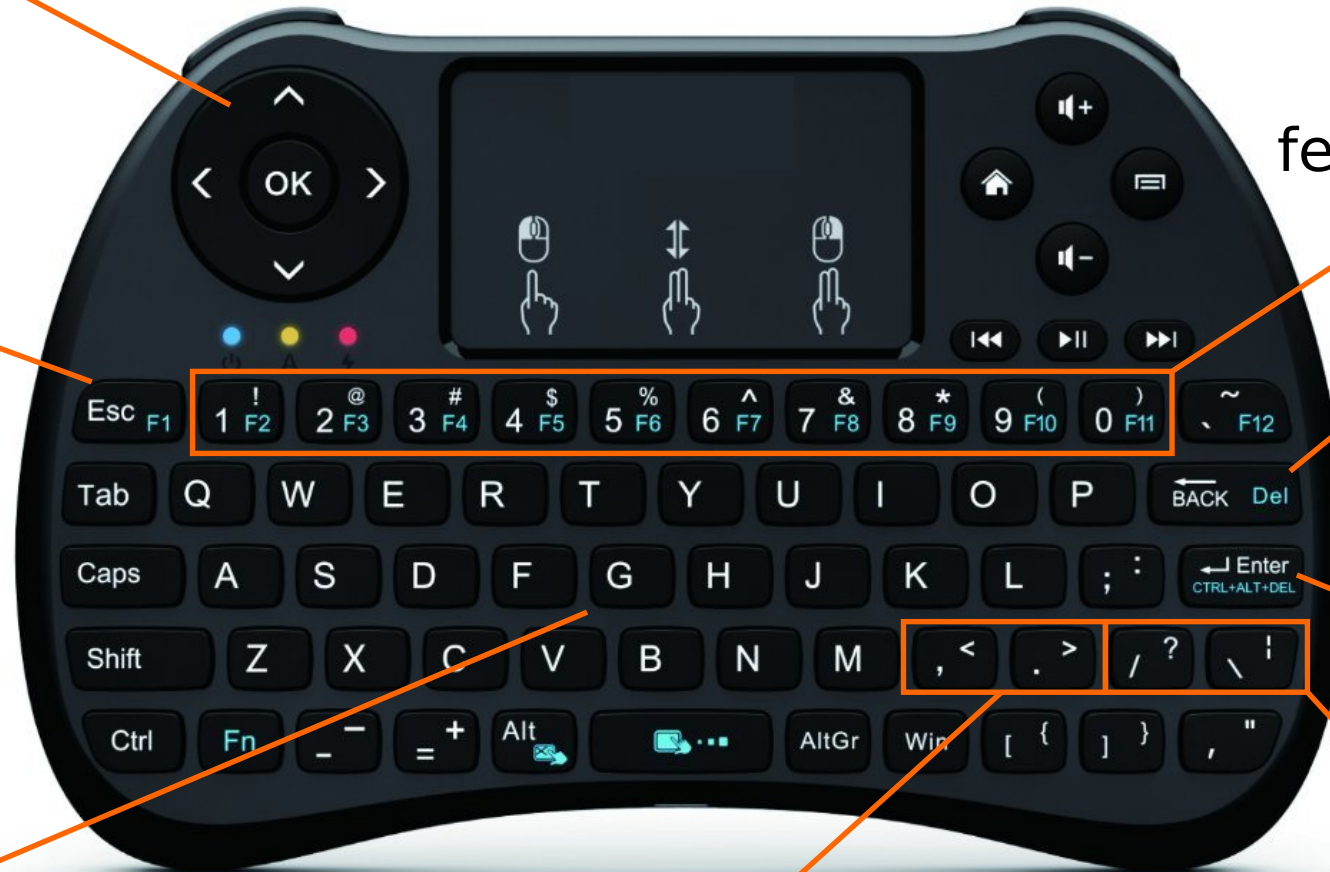 fe
OK
Esc F1 1 ! F2 2 @ F3 3 # F4 4 $ F5 5 % F6 6 ^ F7 7 & F8 8 * F9 9 ( F10 0 ) F11 ~ ` F12
Tab Q W E R T Y U I O P BACK Del
Caps A S D F G H J K L ; : Enter
CTRL+ALT+DEL
Shift Z X C V B N M , < . > / ? \ ¦
Ctrl Fn _ – = + Alt AltGr Win [ { ] } , "